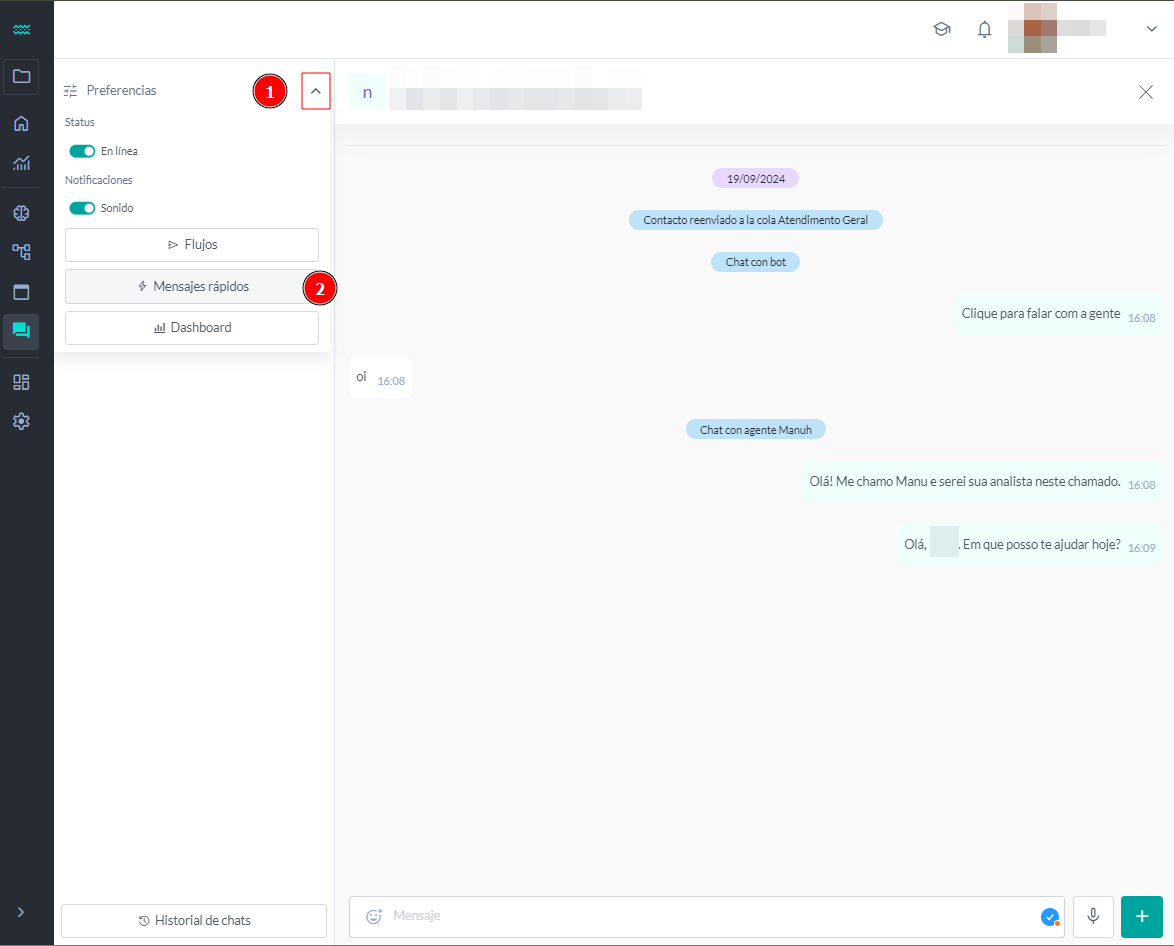 Preferencias
1
Status
En línea
Notificaciones
Sonido
Flujos
Mensajes rápidos
2
Dashboard
Historial de chats
n
19/09/2024
Contacto reenviado a la cola Atendimento Geral
Chat con bot
Clique para falar com a gente 16:08
oi 16:08
Chat con agente Manuh
Olá! Me chamo Manu e serei sua analista neste chamado. 16:08
Olá, . Em que posso te ajudar hoje? 16:09
Mensaje